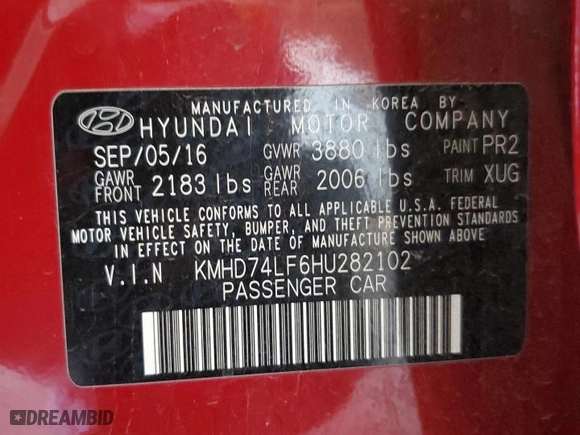 MANUFACTURED IN KOREA BY
HYUNDAI MOTOR COMPANY
SEP/05/16 GVWR 3880 lbs PAINT PR2
GAWR FRONT 2183 lbs GAWR REAR 2006 lbs TRIM XUG
THIS VEHICLE CONFORMS TO ALL APPLICABLE U.S.A. FEDERAL
MOTOR VEHICLE SAFETY, BUMPER, AND THEFT PREVENTION STANDARDS
IN EFFECT ON THE DATE OF MANUFACTURE SHOWN ABOVE.
V.I.N KMHD74LF6HU282102
PASSENGER CAR
DREAMBID